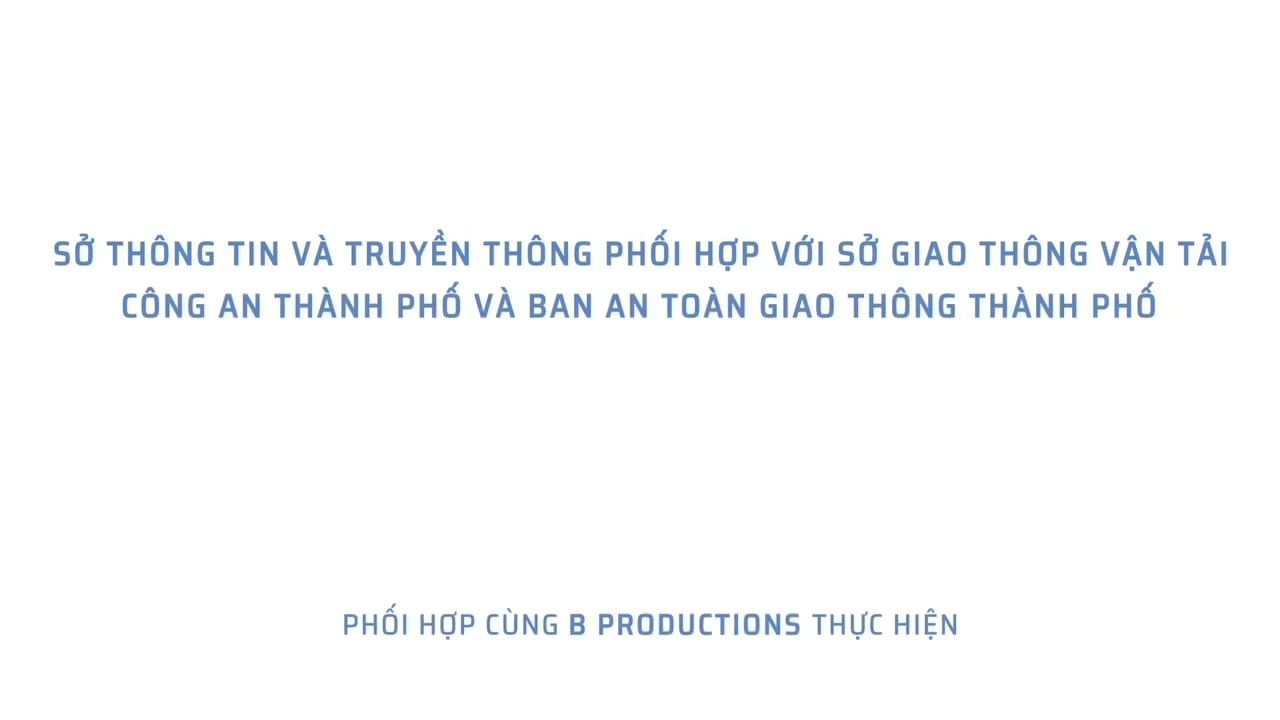 SỞ THÔNG TIN VÀ TRUYỀN THÔNG PHỐI HỢP VỚI SỞ GIAO THÔNG VẬN TẢI
CÔNG AN THÀNH PHỐ VÀ BAN AN TOÀN GIAO THÔNG THÀNH PHỐ
PHỐI HỢP CÙNG B PRODUCTIONS THỰC HIỆN